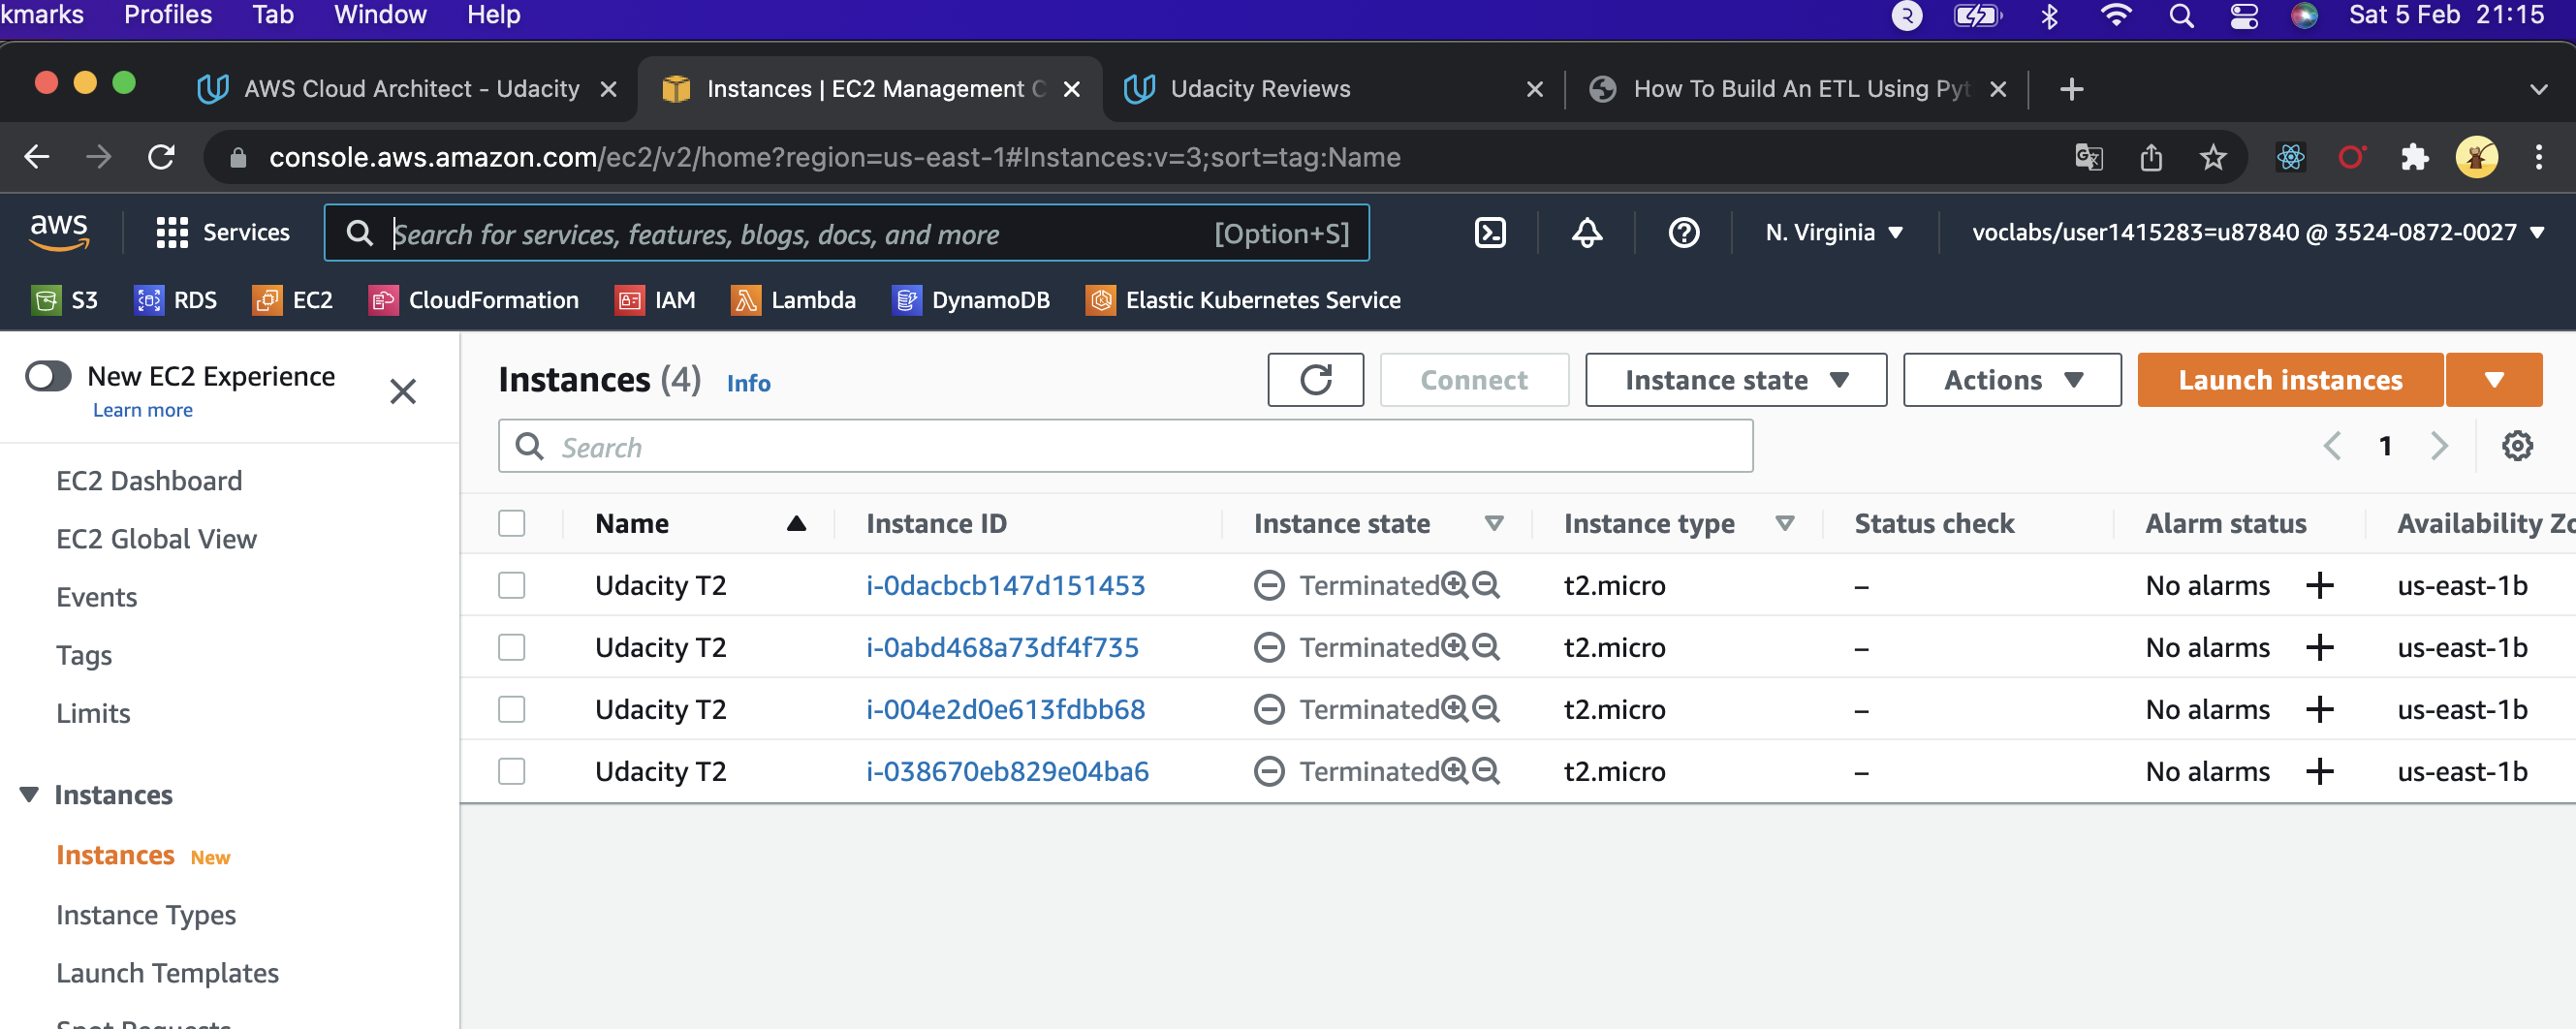 kmarks Profiles Tab Window Help Sat 5 Feb 21:15
AWS Cloud Architect - Udacity Instances | EC2 Management C Udacity Reviews How To Build An ETL Using Pyt
console.aws.amazon.com/ec2/v2/home?region=us-east-1#Instances:v=3;sort=tag:Name
aws Services Search for services, features, blogs, docs, and more [Option+S] N. Virginia voclabs/user1415283=u87840 @ 3524-0872-0027
S3 RDS EC2 CloudFormation IAM Lambda DynamoDB Elastic Kubernetes Service
New EC2 Experience
Learn more
EC2 Dashboard
EC2 Global View
Events
Tags
Limits
Instances
Instances New
Instance Types
Launch Templates
Spot Requests
Instances (4) Info Connect Instance state Actions Launch instances
Search 1
Name Instance ID Instance state Instance type Status check Alarm status Availability Zo
Udacity T2 i-0dacbcb147d151453 Terminated t2.micro – No alarms + us-east-1b
Udacity T2 i-0abd468a73df4f735 Terminated t2.micro – No alarms + us-east-1b
Udacity T2 i-004e2d0e613fdbb68 Terminated t2.micro – No alarms + us-east-1b
Udacity T2 i-038670eb829e04ba6 Terminated t2.micro – No alarms + us-east-1b